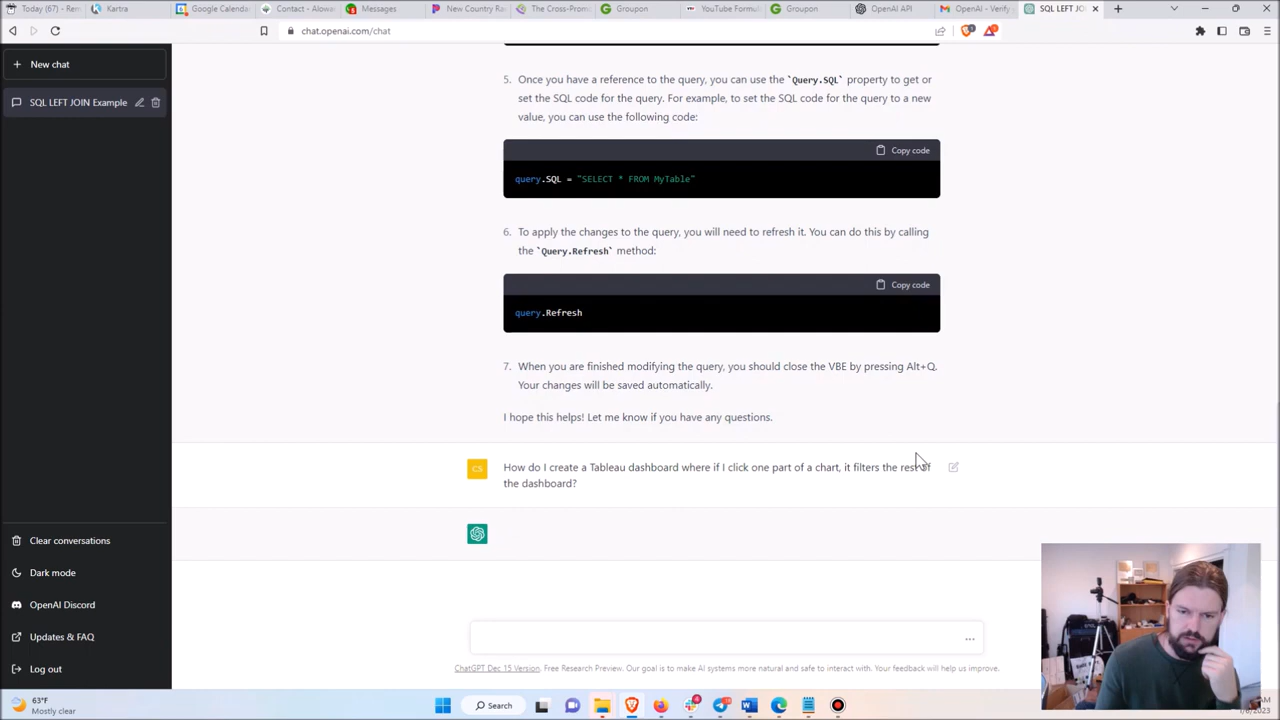 Today (67) - Rem
Kartra
Google Calenda
Contact - Alowa
Messages
New Country Ra
The Cross-Prom
Groupon
YouTube Formul
Groupon
OpenAI API
OpenAI - Verify
SQL LEFT JOI
chat.openai.com/chat
New chat
SQL LEFT JOIN Example
5. Once you have a reference to the query, you can use the `Query.SQL` property to get or
set the SQL code for the query. For example, to set the SQL code for the query to a new
value, you can use the following code:
Copy code
query.SQL = "SELECT * FROM MyTable"
6. To apply the changes to the query, you will need to refresh it. You can do this by calling
the `Query.Refresh` method:
Copy code
query.Refresh
7. When you are finished modifying the query, you should close the VBE by pressing Alt+Q.
Your changes will be saved automatically.
I hope this helps! Let me know if you have any questions.
CS
How do I create a Tableau dashboard where if I click one part of a chart, it filters the rest of
the dashboard?
Clear conversations
Dark mode
OpenAI Discord
Updates & FAQ
Log out
ChatGPT Dec 15 Version. Free Research Preview. Our goal is to make AI systems more natural and safe to interact with. Your feedback will help us improve.
63°F
Mostly clear
Search